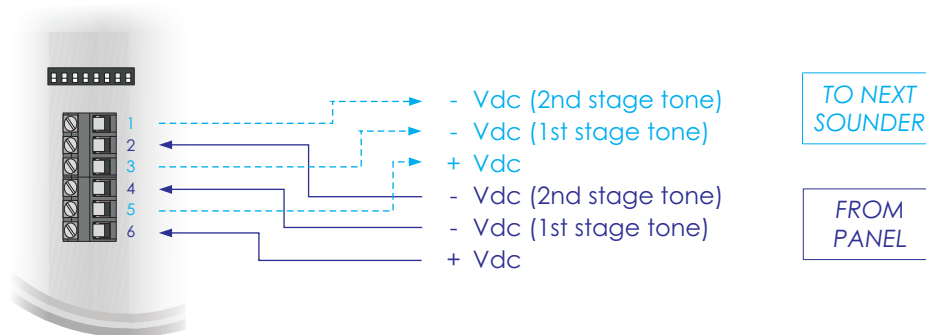 1
2
3
4
5
6
- Vdc (2nd stage tone)
- Vdc (1st stage tone)
+ Vdc
- Vdc (2nd stage tone)
- Vdc (1st stage tone)
+ Vdc
TO NEXT
SOUNDER
FROM
PANEL